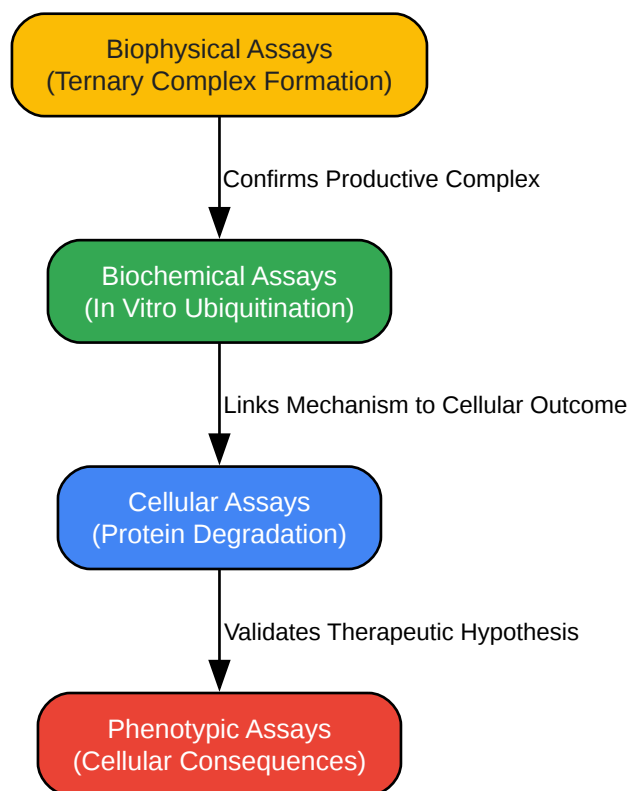 Biophysical Assays
(Ternary Complex Formation)
Confirms Productive Complex
Biochemical Assays
(In Vitro Ubiquitination)
Links Mechanism to Cellular Outcome
Cellular Assays
(Protein Degradation)
Validates Therapeutic Hypothesis
Phenotypic Assays
(Cellular Consequences)